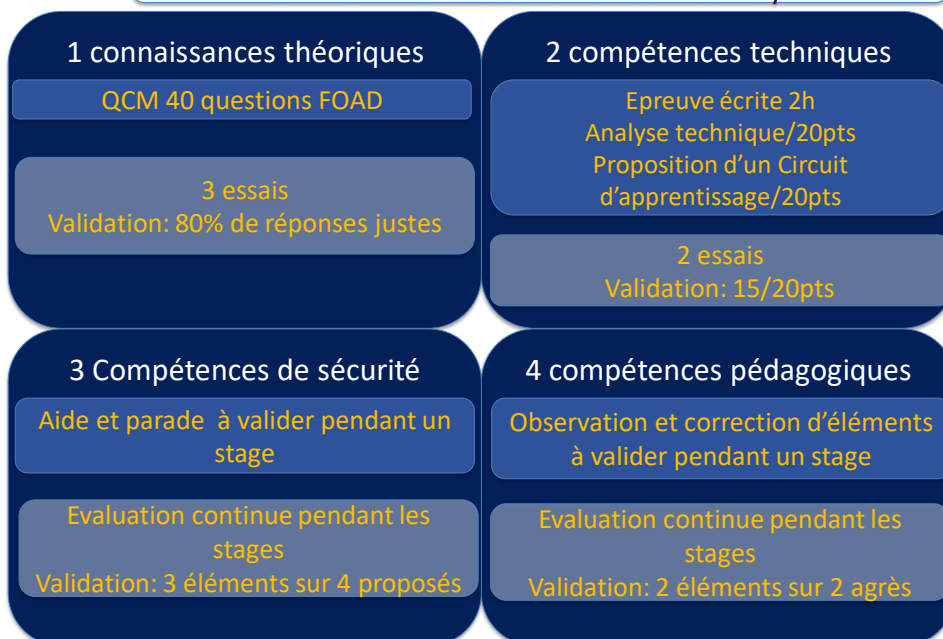 1 connaissances théoriques
QCM 40 questions FOAD
3 essais
Validation: 80% de réponses justes
2 compétences techniques
Epreuve écrite 2h
Analyse technique/20pts
Proposition d’un Circuit
d’apprentissage/20pts
2 essais
Validation: 15/20pts
3 Compétences de sécurité
Aide et parade à valider pendant un
stage
Evaluation continue pendant les
stages
Validation: 3 éléments sur 4 proposés
4 compétences pédagogiques
Observation et correction d’éléments
à valider pendant un stage
Evaluation continue pendant les
stages
Validation: 2 éléments sur 2 agrès